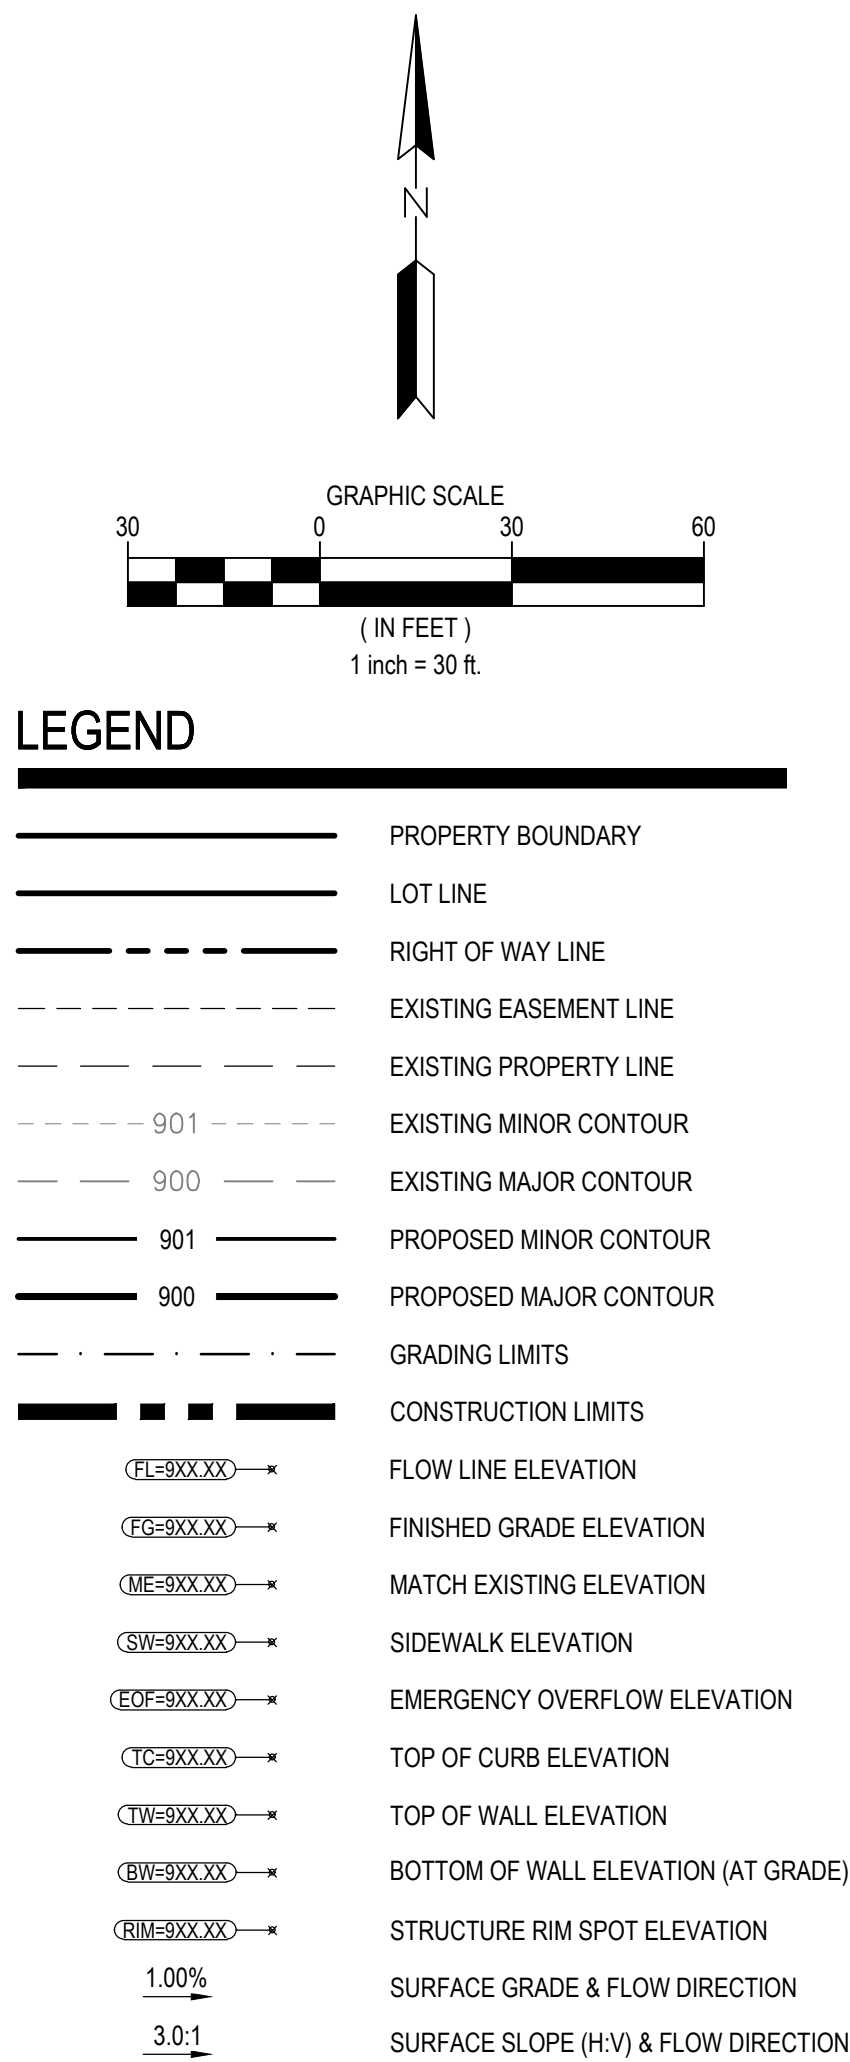 N
GRAPHIC SCALE
30 0 30 60
( IN FEET )
1 inch = 30 ft.
LEGEND
PROPERTY BOUNDARY
LOT LINE
RIGHT OF WAY LINE
EXISTING EASEMENT LINE
EXISTING PROPERTY LINE
901 EXISTING MINOR CONTOUR
900 EXISTING MAJOR CONTOUR
901 PROPOSED MINOR CONTOUR
900 PROPOSED MAJOR CONTOUR
GRADING LIMITS
CONSTRUCTION LIMITS
FL=9XX.XX FLOW LINE ELEVATION
FG=9XX.XX FINISHED GRADE ELEVATION
ME=9XX.XX MATCH EXISTING ELEVATION
SW=9XX.XX SIDEWALK ELEVATION
EOF=9XX.XX EMERGENCY OVERFLOW ELEVATION
TC=9XX.XX TOP OF CURB ELEVATION
TW=9XX.XX TOP OF WALL ELEVATION
BW=9XX.XX BOTTOM OF WALL ELEVATION (AT GRADE)
RIM=9XX.XX STRUCTURE RIM SPOT ELEVATION
1.00% SURFACE GRADE & FLOW DIRECTION
3.0:1 SURFACE SLOPE (H:V) & FLOW DIRECTION